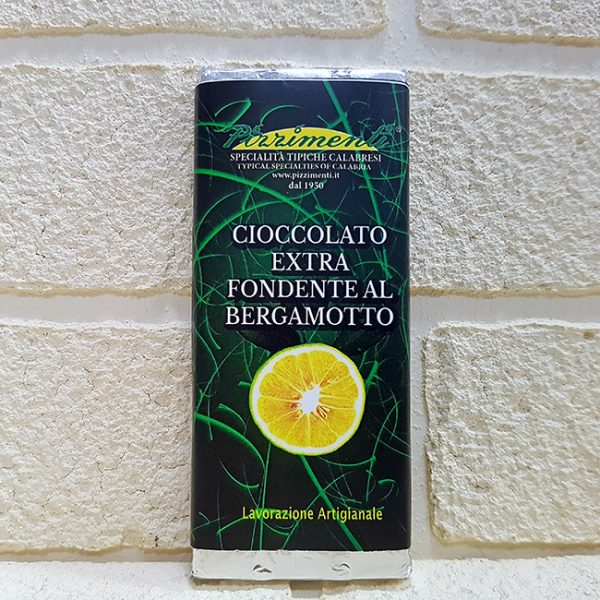 Pizzimenti®
SPECIALITÀ TIPICHE CALABRESI
TYPICAL SPECIALTIES OF CALABRIA
www.pizzimenti.it
dal 1950
CIOCCOLATO
EXTRA
FONDENTE AL
BERGAMOTTO
Lavorazione Artigianale